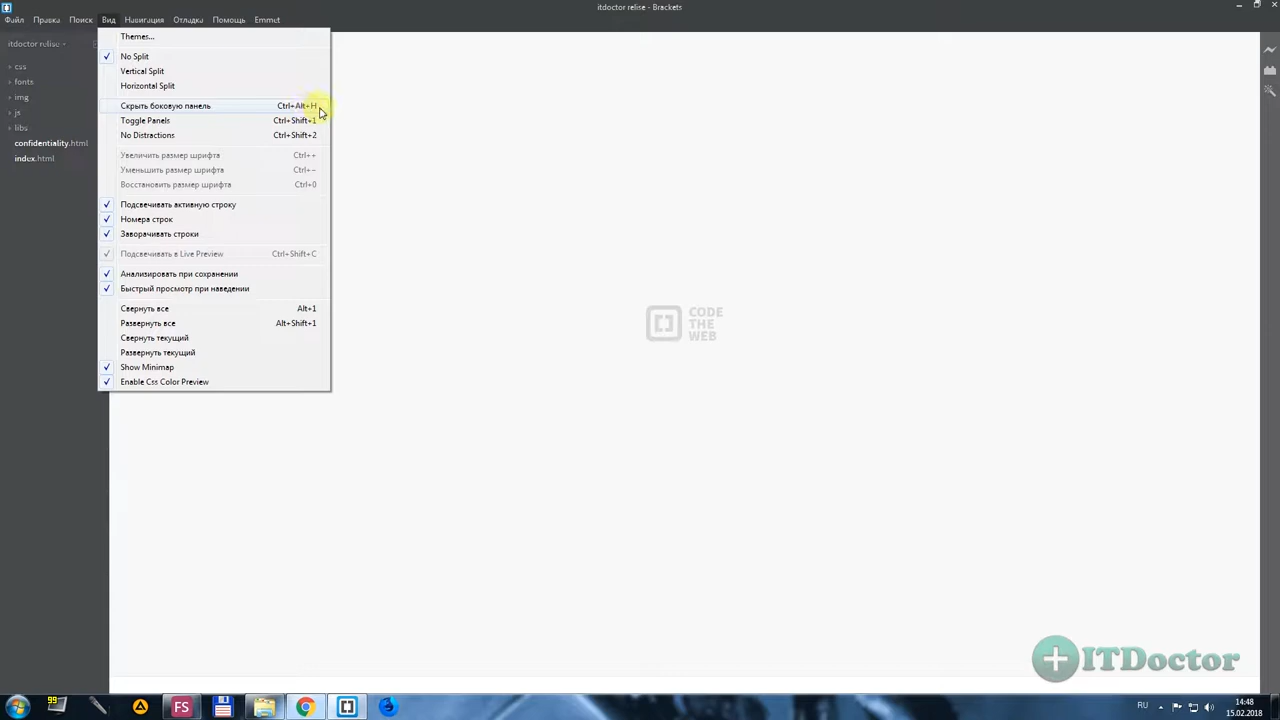 itdoctor relise - Brackets
Файл Правка Поиск Вид Навигация Отладка Помощь Emmet
itdoctor relise
css
fonts
img
js
libs
confidentiality.html
index.html
Themes...
No Split
Vertical Split
Horizontal Split
Скрыть боковую панель Ctrl+Alt+H
Toggle Panels Ctrl+Shift+1
No Distractions Ctrl+Shift+2
Увеличить размер шрифта Ctrl++
Уменьшить размер шрифта Ctrl+−
Восстановить размер шрифта Ctrl+0
Подсвечивать активную строку
Номера строк
Заворачивать строки
Подсвечивать в Live Preview Ctrl+Shift+C
Анализировать при сохранении
Быстрый просмотр при наведении
Свернуть все Alt+1
Развернуть все Alt+Shift+1
Свернуть текущий
Развернуть текущий
Show Minimap
Enable Css Color Preview
CODE
THE
WEB
ITDoctor
99
FS
RU
14:48
15.02.2018